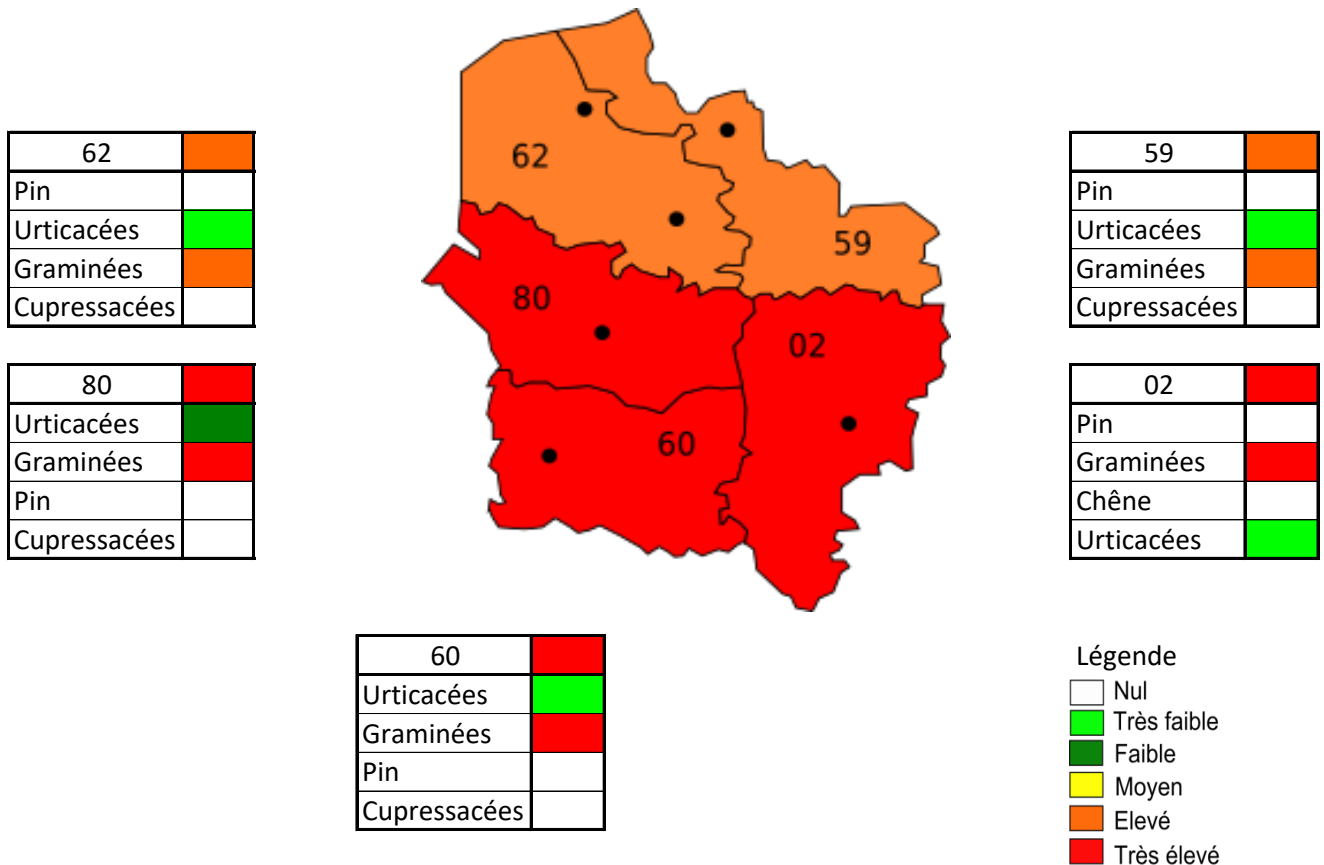 62
Pin
Urticacées
Graminées
Cupressacées
80
Urticacées
Graminées
Pin
Cupressacées
62
59
80
02
60
59
Pin
Urticacées
Graminées
Cupressacées
02
Pin
Graminées
Chêne
Urticacées
60
Urticacées
Graminées
Pin
Cupressacées
Légende
Nul
Très faible
Faible
Moyen
Elevé
Très élevé